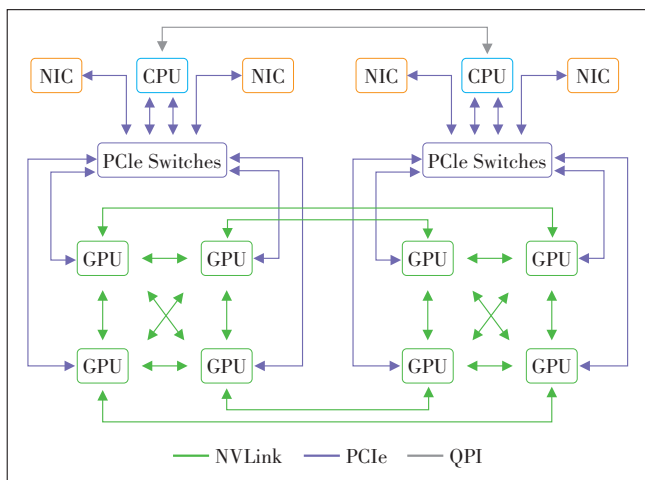 NIC CPU NIC NIC CPU NIC
PCIe Switches PCIe Switches
GPU GPU GPU GPU
GPU GPU GPU GPU
NVLink PCIe QPI